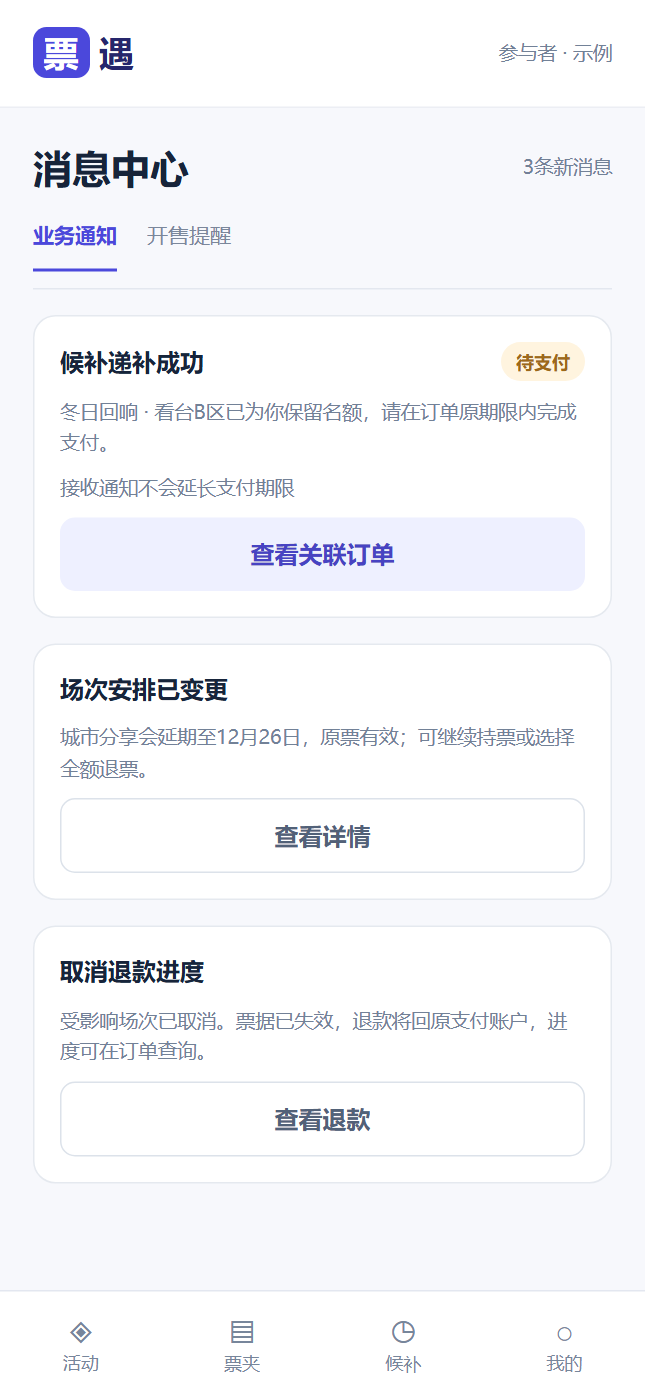 票 遇
参与者 · 示例
消息中心
3条新消息
业务通知
开售提醒
候补递补成功
待支付
冬日回响 · 看台B区已为你保留名额，请在订单原期限内完成
支付。
接收通知不会延长支付期限
查看关联订单
场次安排已变更
城市分享会延期至12月26日，原票有效；可继续持票或选择
全额退票。
查看详情
取消退款进度
受影响场次已取消。票据已失效，退款将回原支付账户，进
度可在订单查询。
查看退款
活动
票夹
候补
我的